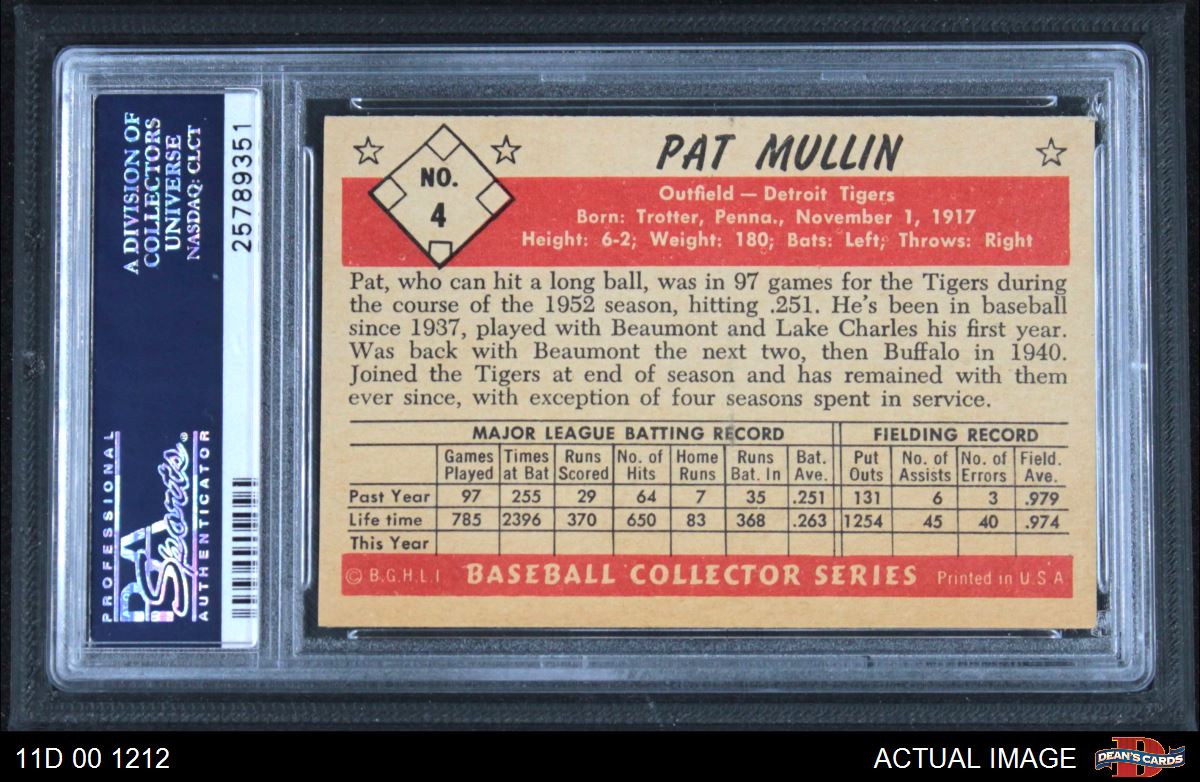 A DIVISION OF
COLLECTORS
UNIVERSE
NASDAQ: CLCT
25789351
PROFESSIONAL
PSA
Sports
AUTHENTICATOR
PAT MULLIN
NO.
4
Outfield — Detroit Tigers
Born: Trotter, Penna., November 1, 1917
Height: 6-2; Weight: 180; Bats: Left; Throws: Right
Pat, who can hit a long ball, was in 97 games for the Tigers during
the course of the 1952 season, hitting .251. He's been in baseball
since 1937, played with Beaumont and Lake Charles his first year.
Was back with Beaumont the next two, then Buffalo in 1940.
Joined the Tigers at end of season and has remained with them
ever since, with exception of four seasons spent in service.
MAJOR LEAGUE BATTING RECORD FIELDING RECORD
Games Times Runs No. of Home Runs Bat. Put No. of No. of Field.
Played at Bat Scored Hits Runs Bat. In Ave. Outs Assists Errors Ave.
Past Year 97 255 29 64 7 35 .251 131 6 3 .979
Life time 785 2396 370 650 83 368 .263 1254 45 40 .974
This Year
© B.G.H.L.I BASEBALL COLLECTOR SERIES Printed in U.S.A
11D 00 1212 ACTUAL IMAGE
D
DEAN'S CARDS